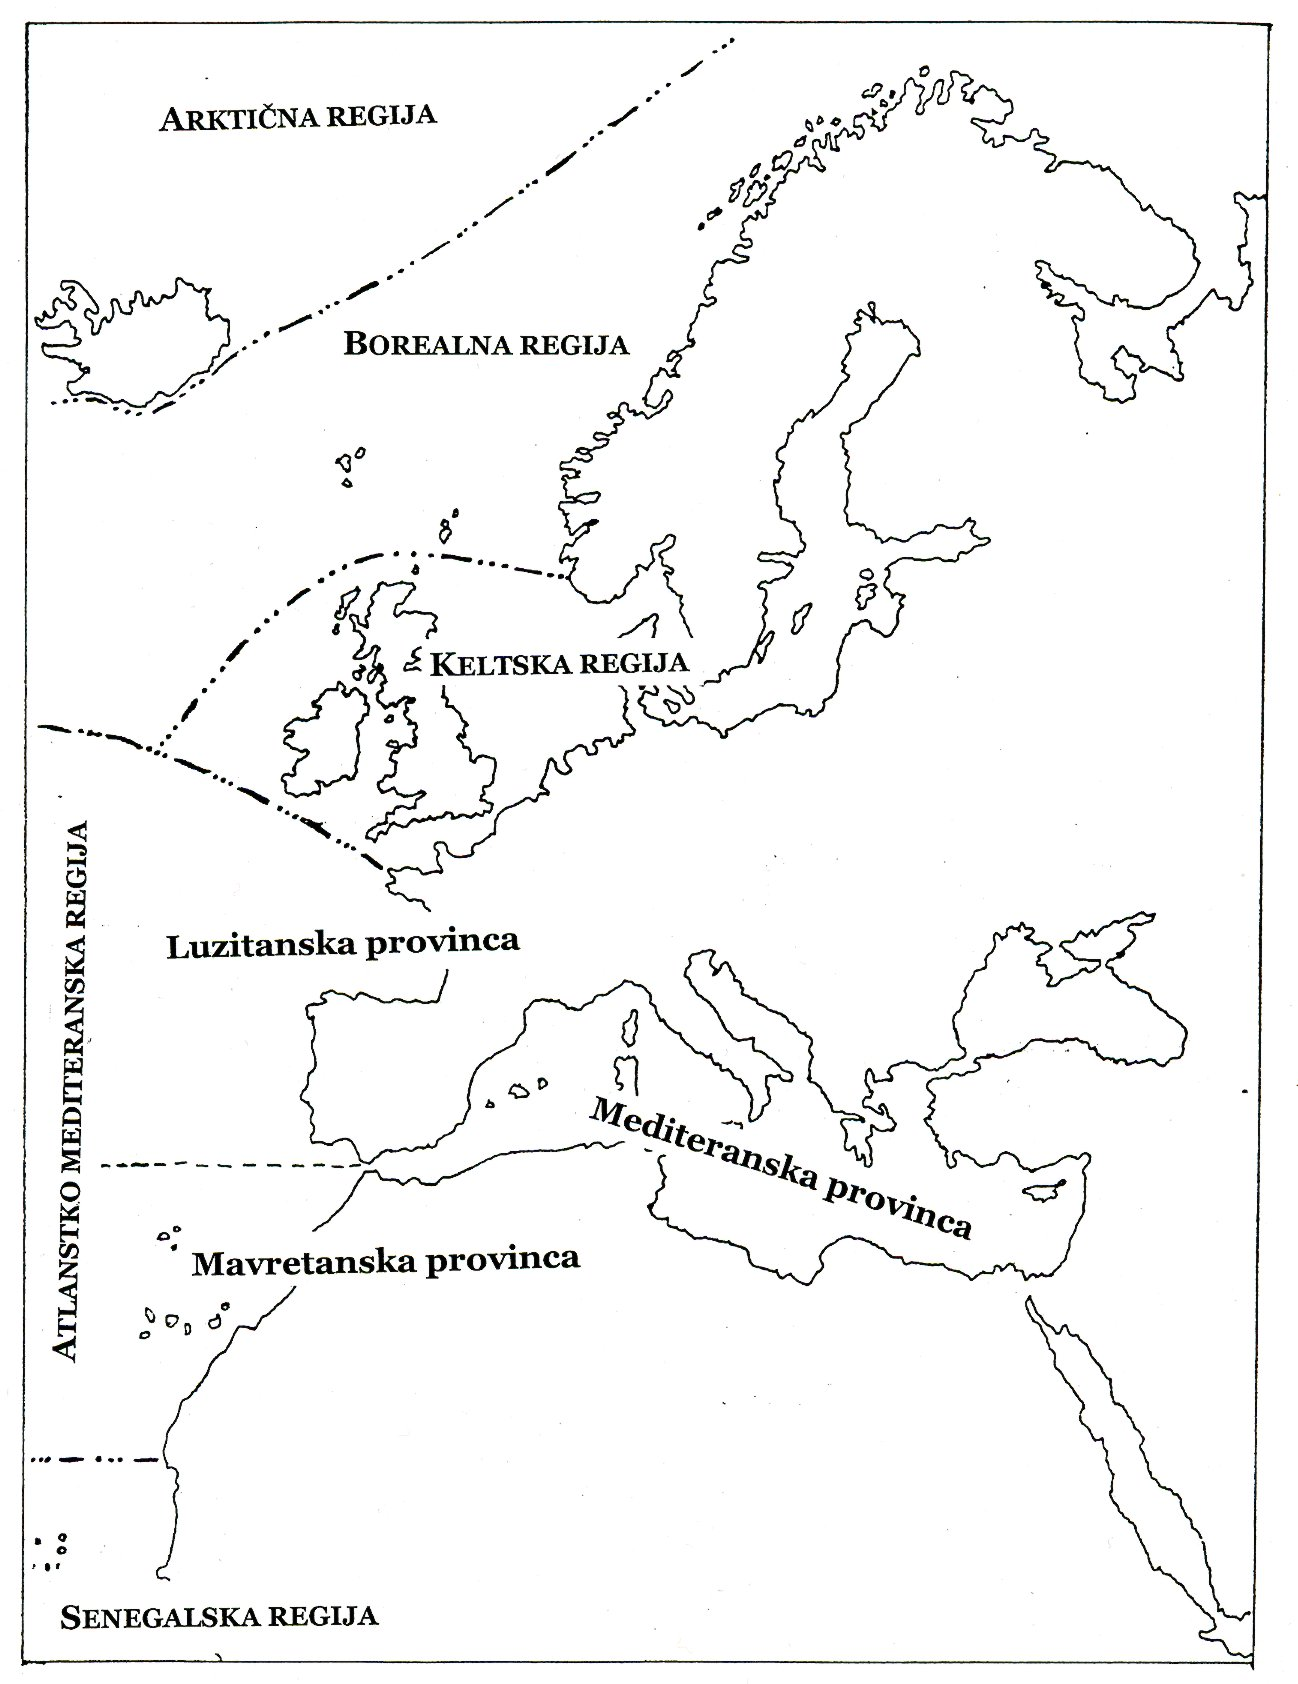 ARKTIČNA REGIJA
BOREALNA REGIJA
KELTSKA REGIJA
ATLANSTKO MEDITERANSKA REGIJA
Luzitanska provinca
Mediteranska provinca
Mavretanska provinca
SENEGALSKA REGIJA